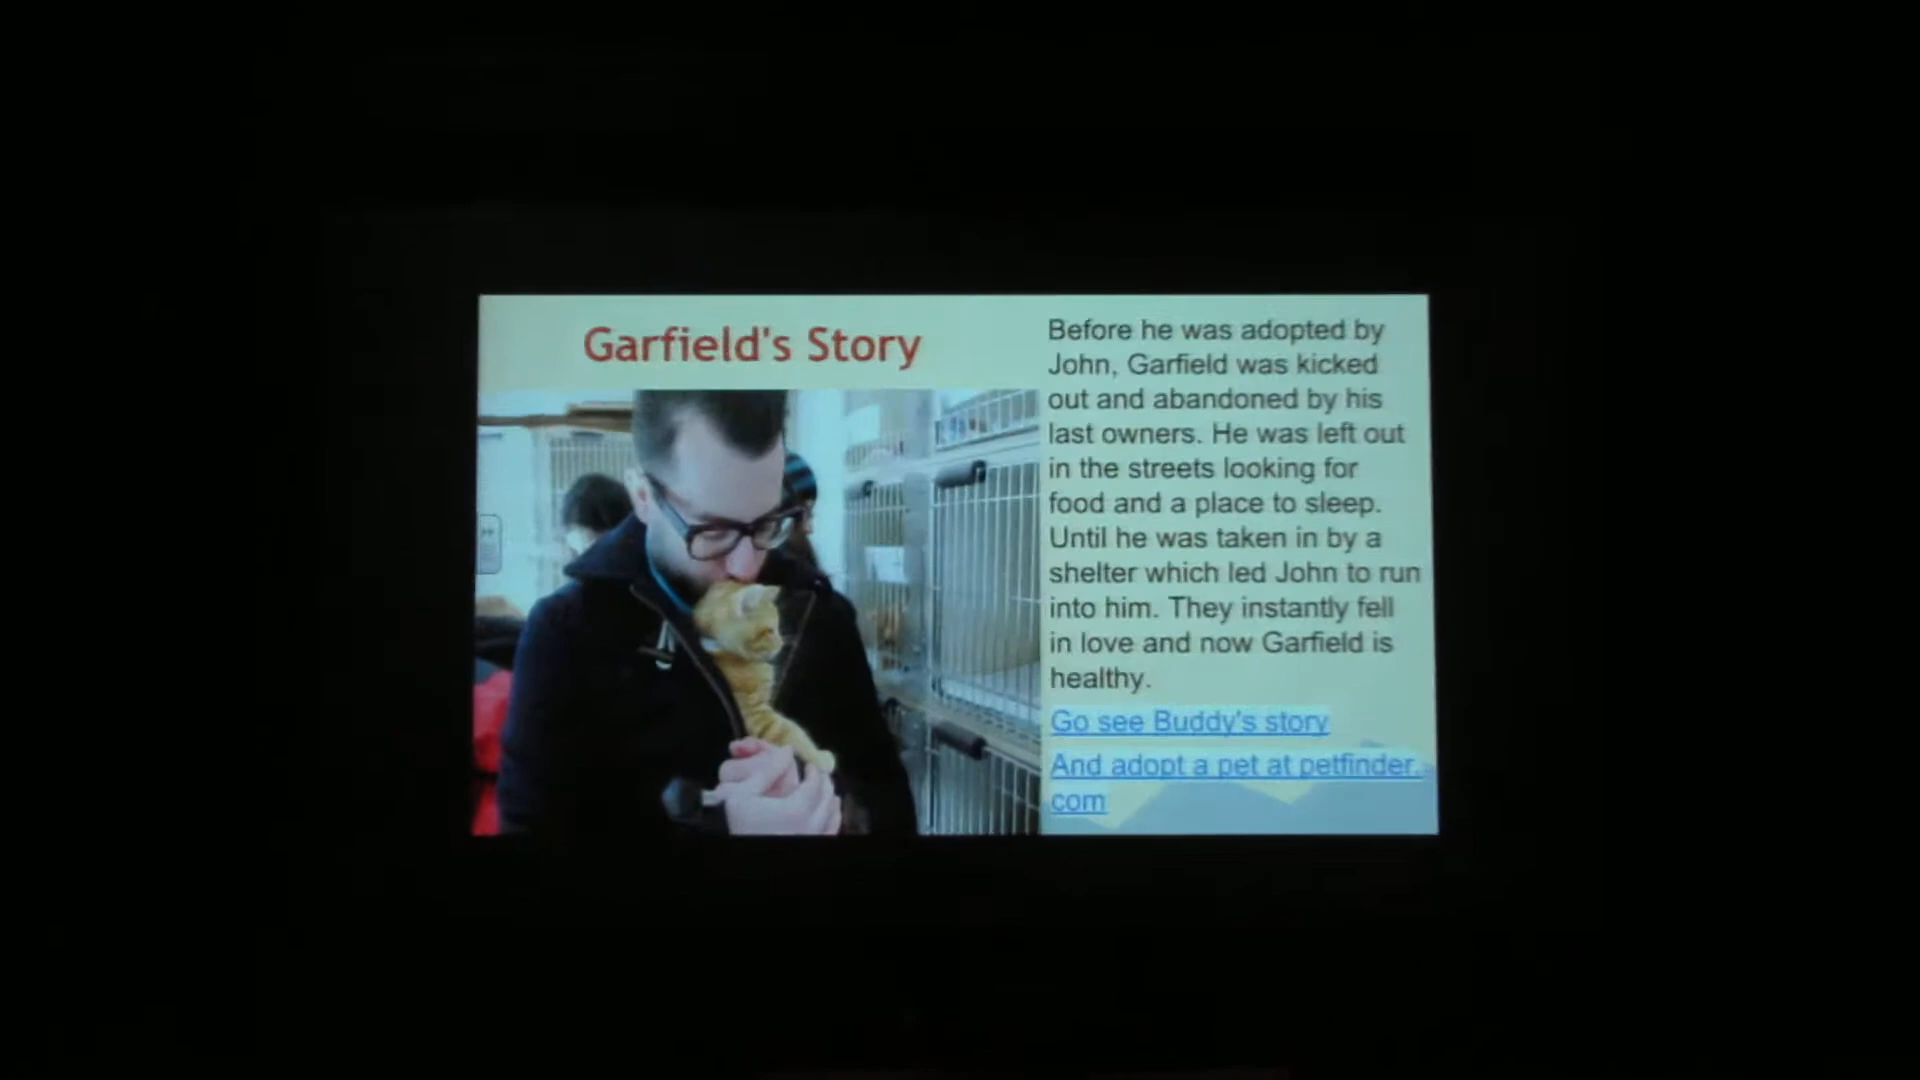 Garfield's Story
Before he was adopted by
John, Garfield was kicked
out and abandoned by his
last owners. He was left out
in the streets looking for
food and a place to sleep.
Until he was taken in by a
shelter which led John to run
into him. They instantly fell
in love and now Garfield is
healthy.
Go see Buddy's story
And adopt a pet at petfinder.
com